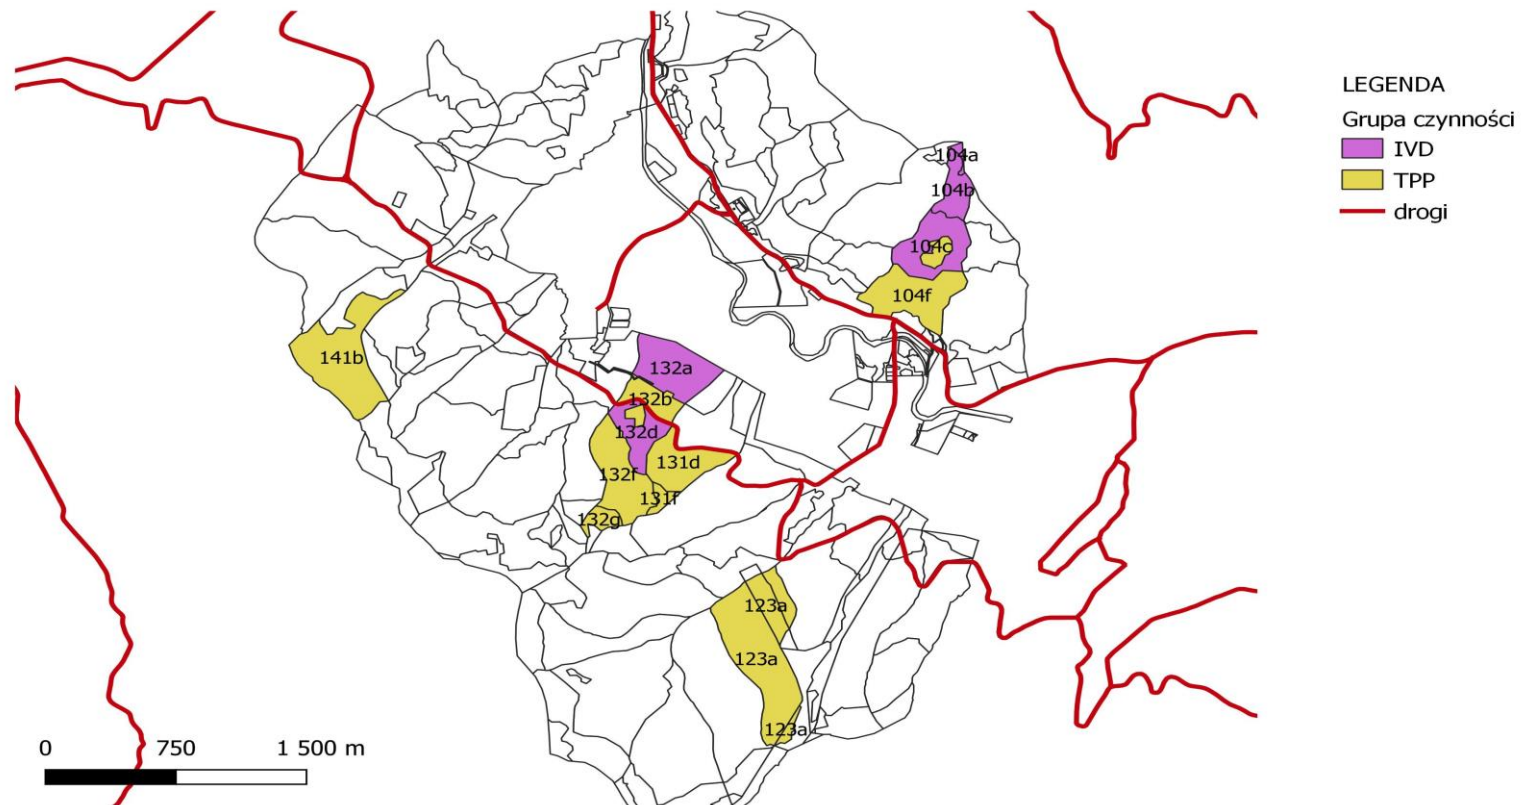 LEGENDA
Grupa czynności
IVD
TPP
drogi
104a
104b
104c
104f
141b
132a
132b
132d
132f
131d
131f
132g
123a
123a
123a
0 750 1 500 m